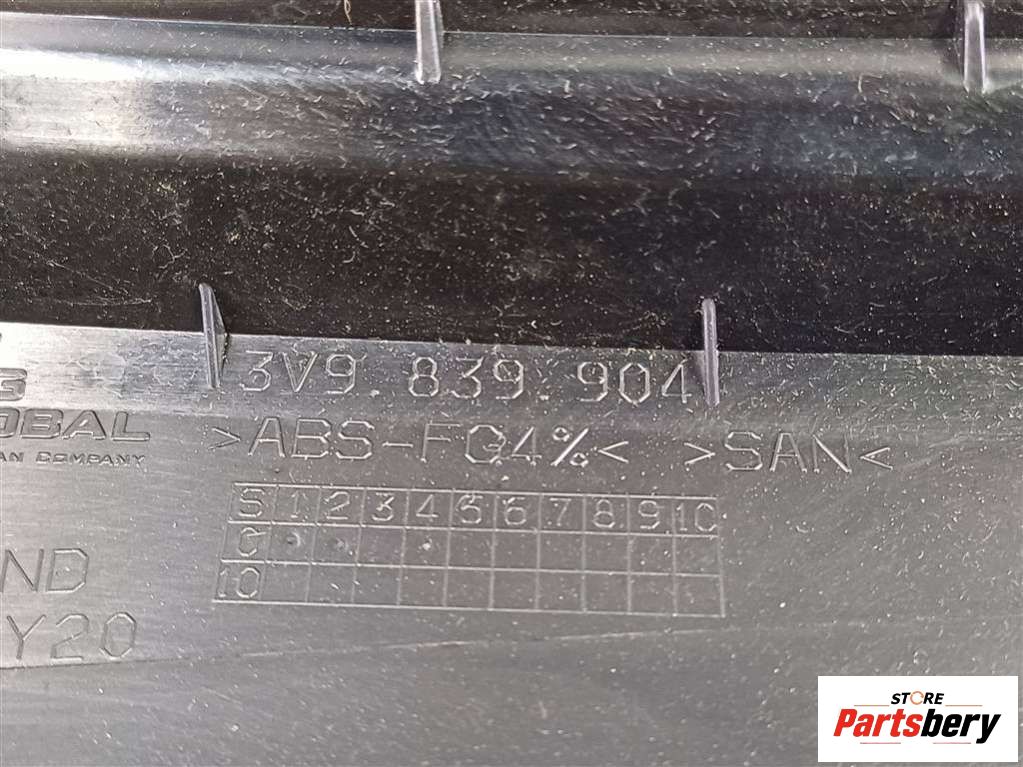 3V9.839.904
OBAL
>ABS-FG4%< >SAN<
AN COMPANY
S 1 2 3 4 5 6 7 8 9 10
0
10
ND
Y20
STORE
Partsbery